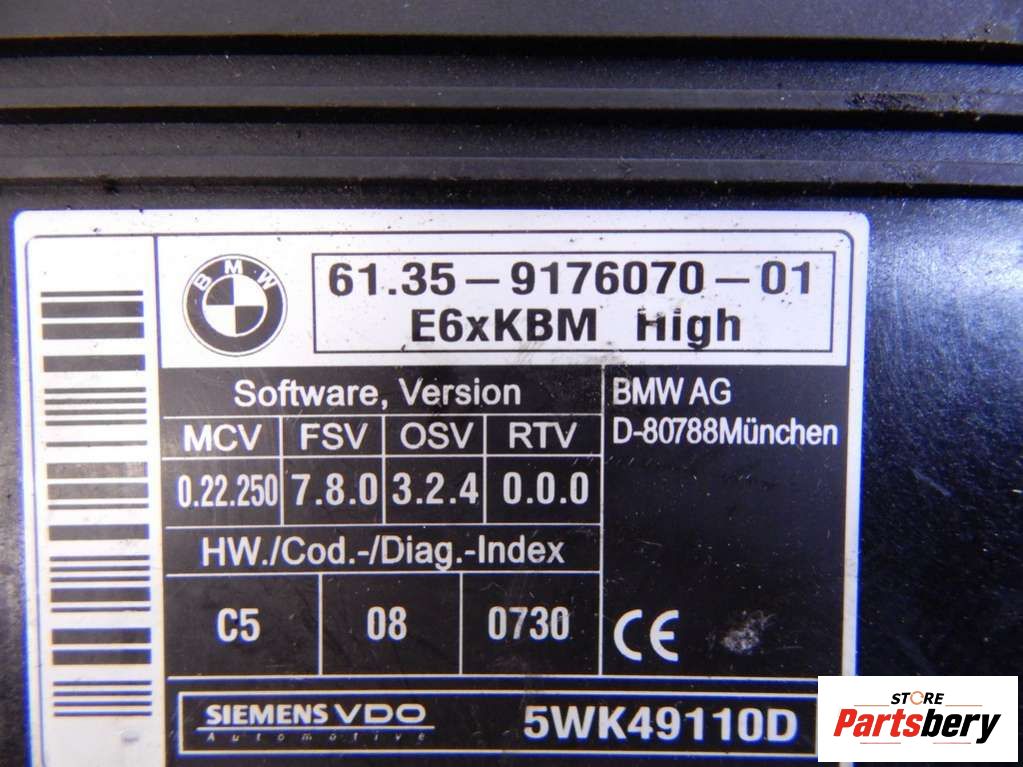 BMW
61.35-9176070-01
E6xKBM High
Software, Version
MCV FSV OSV RTV
0.22.250 7.8.0 3.2.4 0.0.0
BMW AG
D-80788München
HW./Cod.-/Diag.-Index
C5 08 0730
CE
SIEMENS VDO
Automotive
5WK49110D
STORE
Partsbery